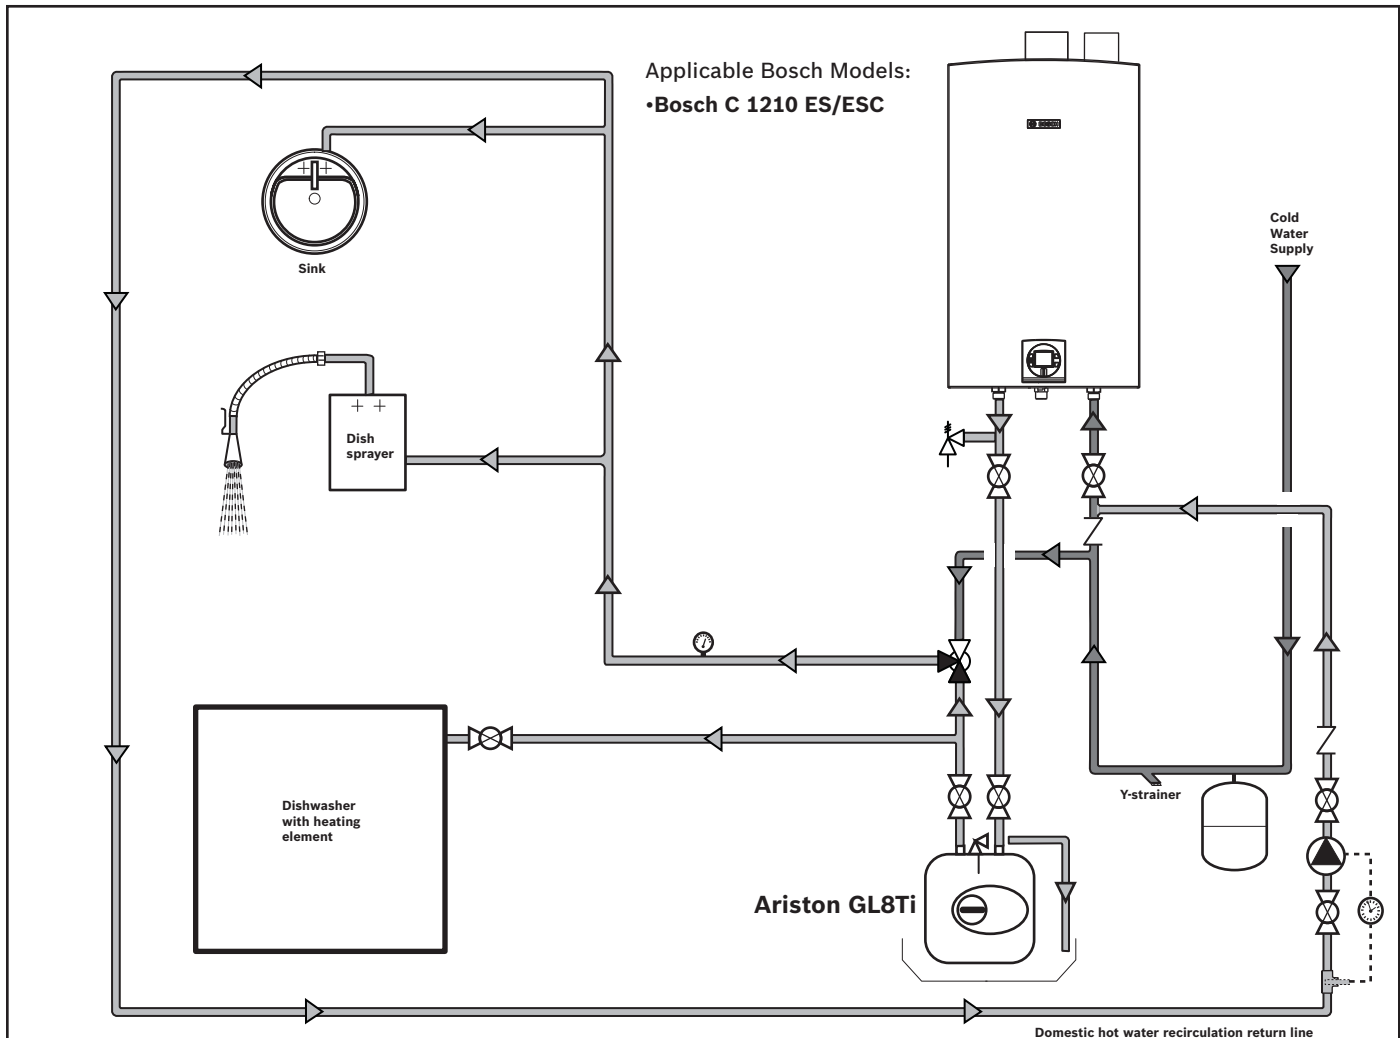 Applicable Bosch Models:
•Bosch C 1210 ES/ESC
Cold
Water
Supply
Sink
Dish
sprayer
Y-strainer
Dishwasher
with heating
element
Ariston GL8Ti
Domestic hot water recirculation return line